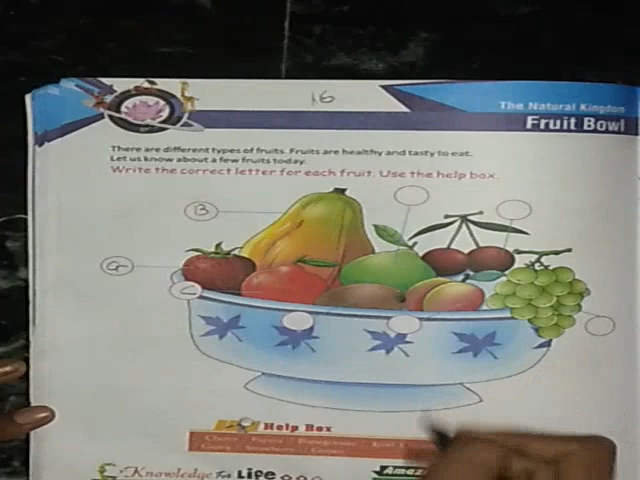 16
The Natural Kingdom
Fruit Bowl
There are different types of fruits. Fruits are healthy and tasty to eat.
Let us know about a few fruits today.
Write the correct letter for each fruit. Use the help box.
B
G
C
Help Box
Knowledge For Life
Amaz